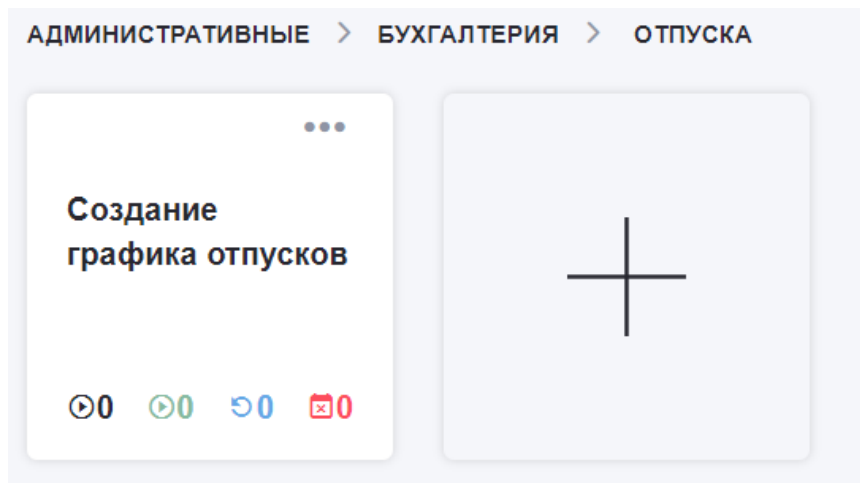 АДМИНИСТРАТИВНЫЕ > БУХГАЛТЕРИЯ > ОТПУСКА
Создание
графика отпусков
0 0 0 0